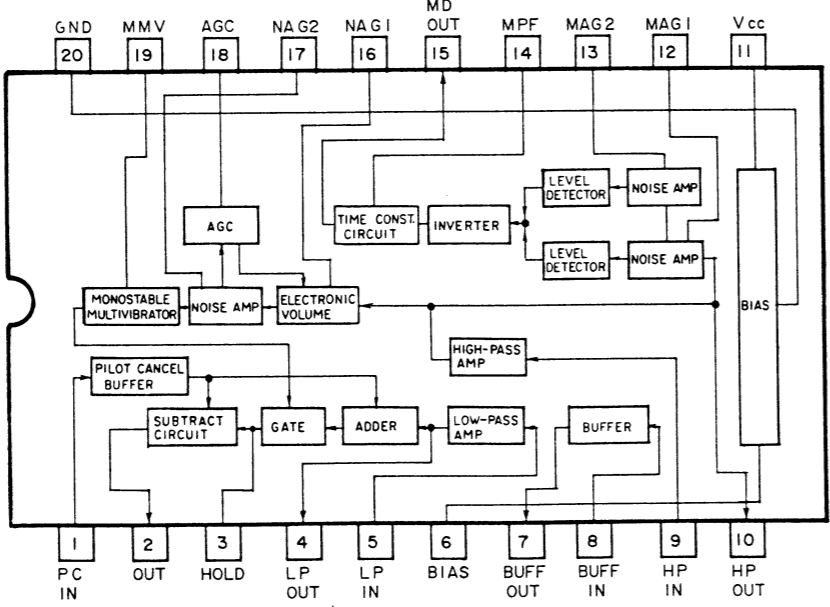 GND MMV AGC NAG2 NAG1 MD OUT MPF MAG2 MAG1 Vcc
20 19 18 17 16 15 14 13 12 11
LEVEL
DETECTOR
NOISE AMP
AGC
TIME CONST.
CIRCUIT
INVERTER
LEVEL
DETECTOR
NOISE AMP
MONOSTABLE
MULTIVIBRATOR
NOISE AMP
ELECTRONIC
VOLUME
BIAS
HIGH-PASS
AMP
PILOT CANCEL
BUFFER
SUBTRACT
CIRCUIT
GATE
ADDER
LOW-PASS
AMP
BUFFER
1 2 3 4 5 6 7 8 9 10
PC IN OUT HOLD LP OUT LP IN BIAS BUFF OUT BUFF IN HP IN HP OUT